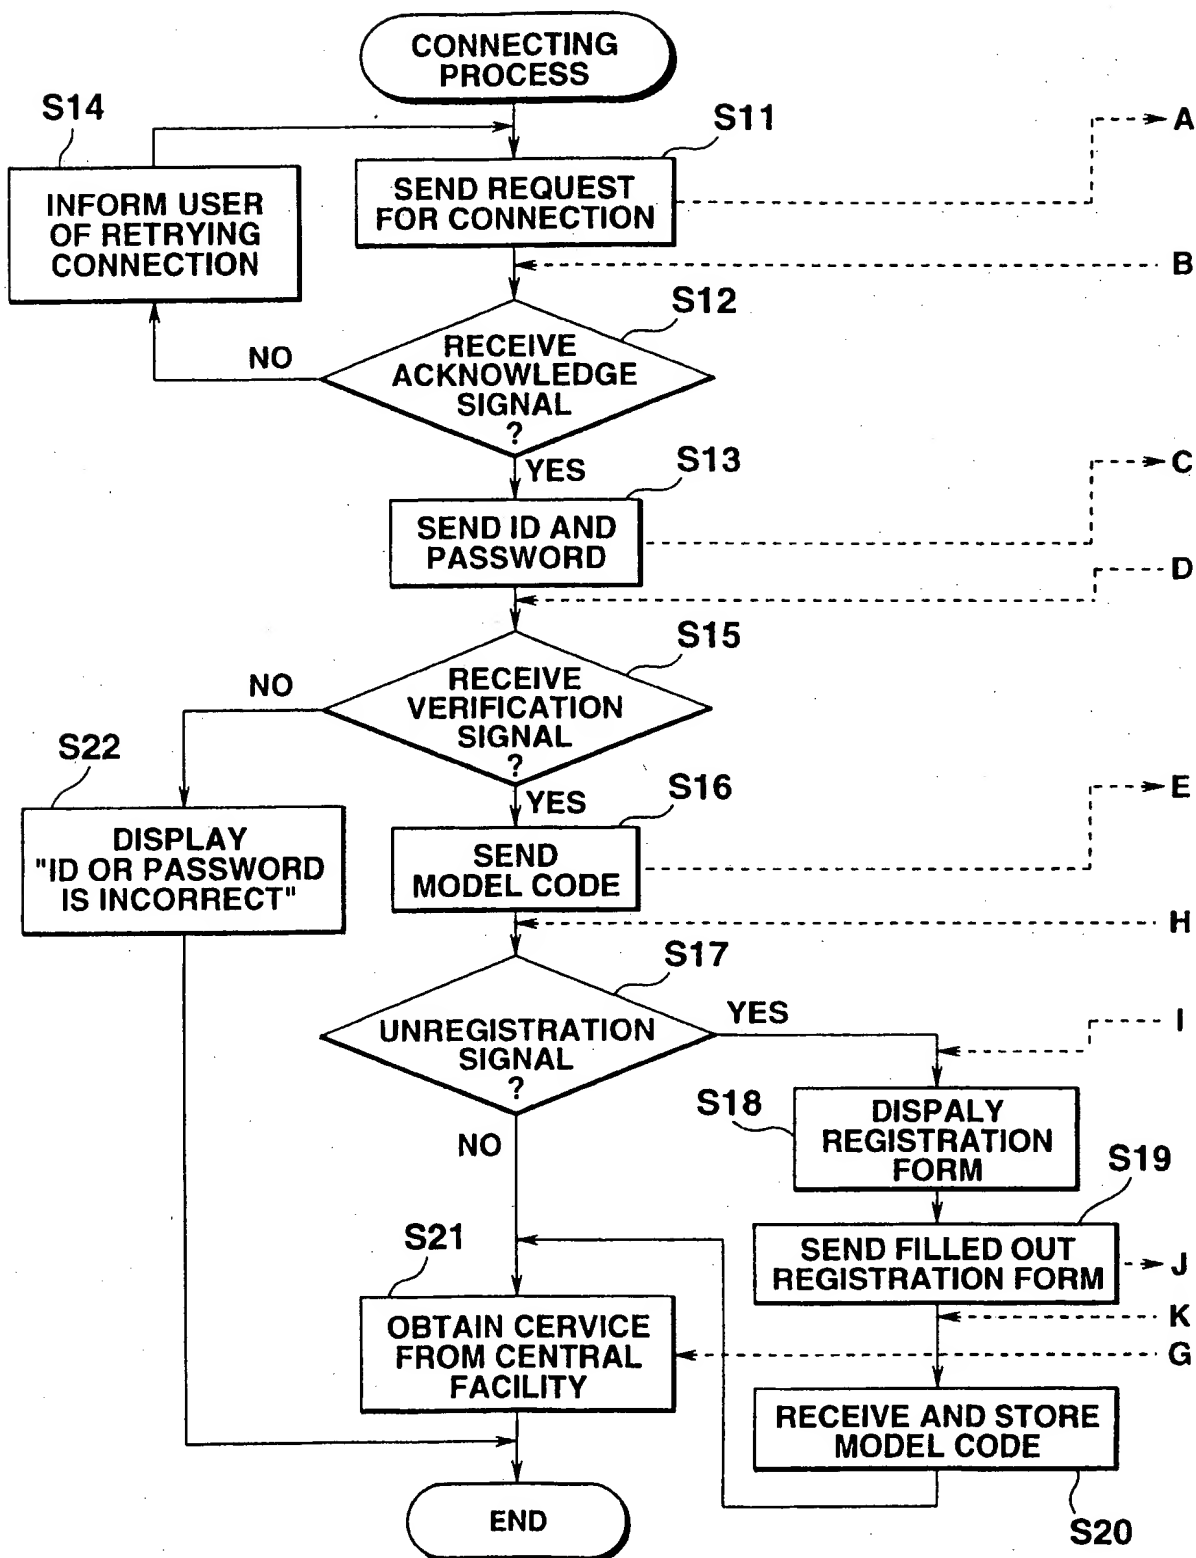 CONNECTING
PROCESS
S14
S11
A
INFORM USER
OF RETRYING
CONNECTION
SEND REQUEST
FOR CONNECTION
B
S12
NO
RECEIVE
ACKNOWLEDGE
SIGNAL
?
YES
S13
C
SEND ID AND
PASSWORD
D
S15
NO
RECEIVE
VERIFICATION
SIGNAL
?
S22
YES
S16
E
DISPLAY
"ID OR PASSWORD
IS INCORRECT"
SEND
MODEL CODE
H
S17
YES
I
UNREGISTRATION
SIGNAL
?
NO
S18
DISPALY
REGISTRATION
FORM
S19
S21
SEND FILLED OUT
REGISTRATION FORM
J
K
OBTAIN CERVICE
FROM CENTRAL
FACILITY
G
RECEIVE AND STORE
MODEL CODE
END
S20